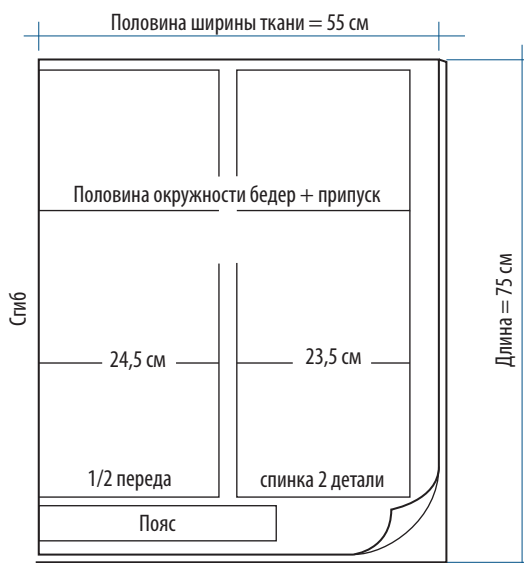 Половина ширины ткани = 55 см
Половина окружности бедер + припуск
Сгиб
Длина = 75 см
24,5 см
23,5 см
1/2 переда
спинка 2 детали
Пояс